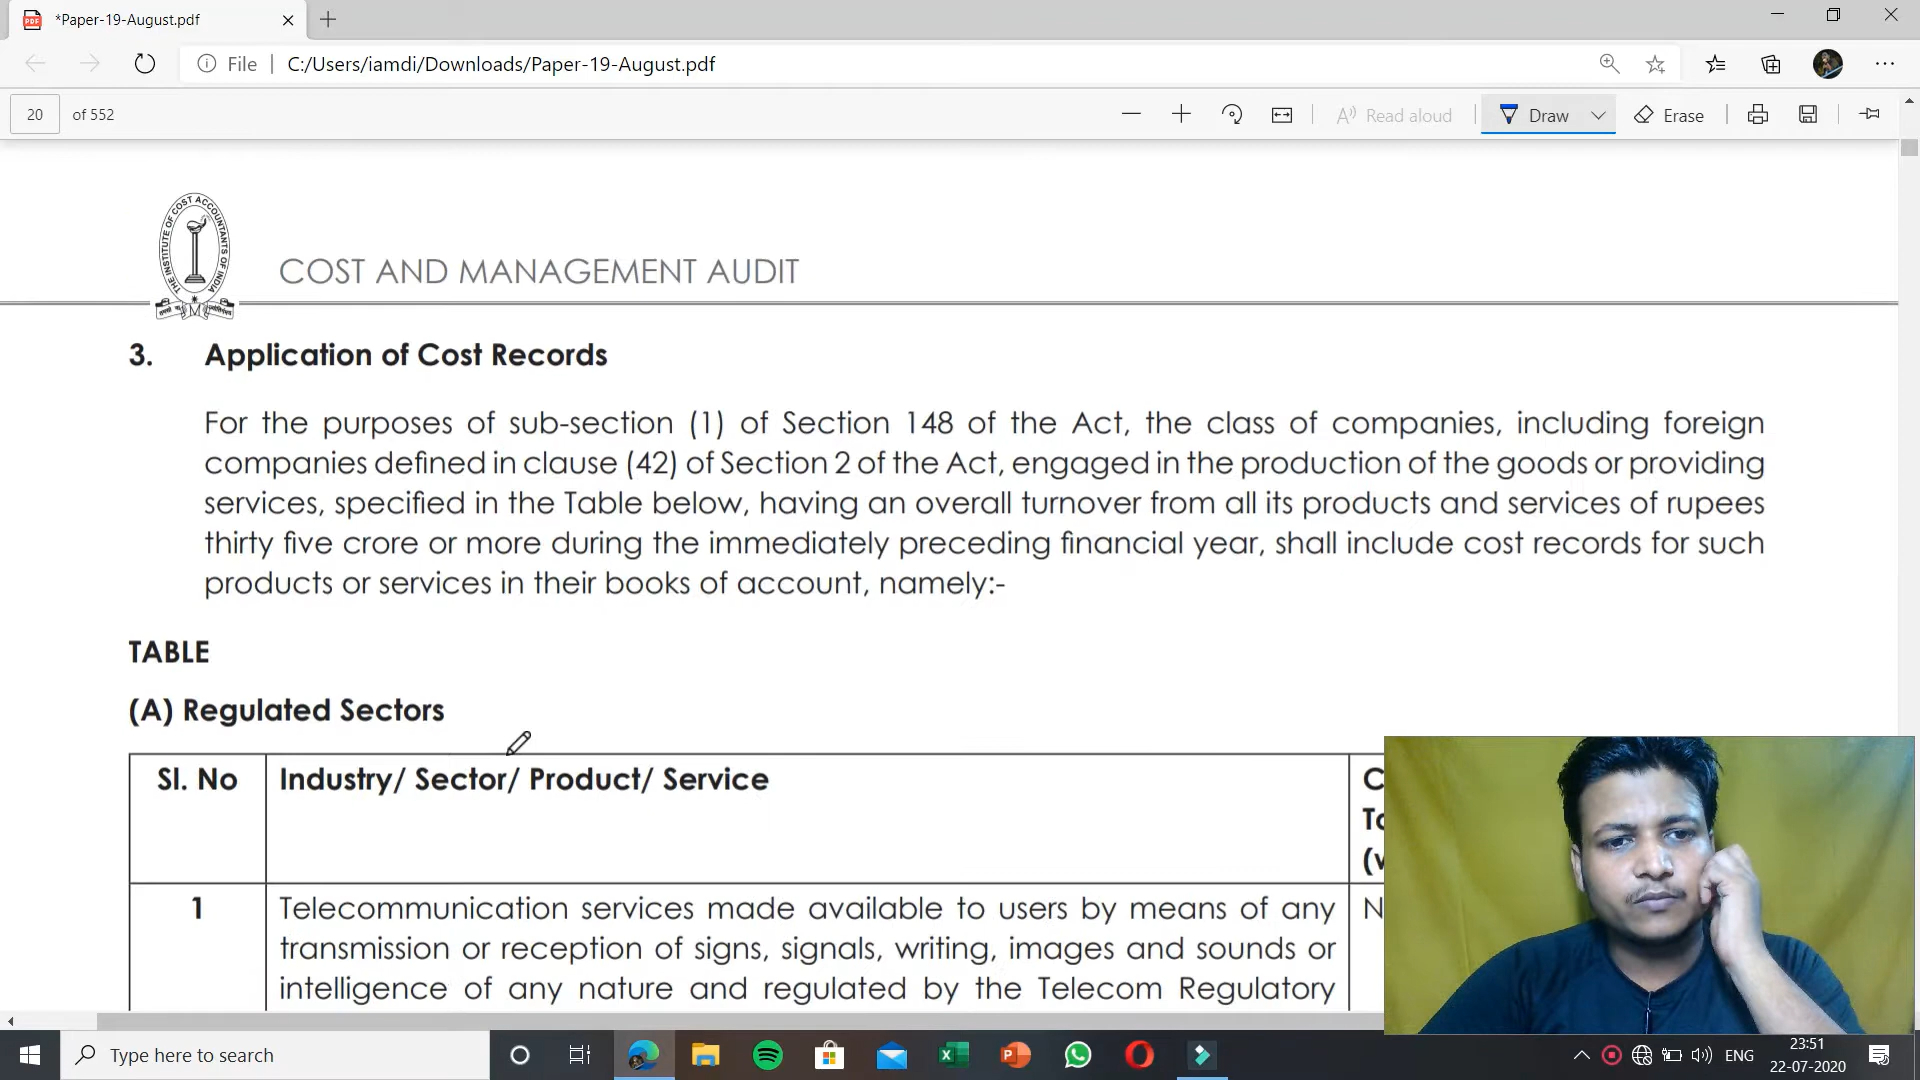 *Paper-19-August.pdf
File
C:/Users/iamdi/Downloads/Paper-19-August.pdf
20 of 552
Read aloud
Draw
Erase
THE INSTITUTE OF COST ACCOUNTANTS OF INDIA
COST AND MANAGEMENT AUDIT
3. Application of Cost Records
For the purposes of sub-section (1) of Section 148 of the Act, the class of companies, including foreign
companies defined in clause (42) of Section 2 of the Act, engaged in the production of the goods or providing
services, specified in the Table below, having an overall turnover from all its products and services of rupees
thirty five crore or more during the immediately preceding financial year, shall include cost records for such
products or services in their books of account, namely:-
TABLE
(A) Regulated Sectors
Sl. No Industry/ Sector/ Product/ Service
1 Telecommunication services made available to users by means of any
transmission or reception of signs, signals, writing, images and sounds or
intelligence of any nature and regulated by the Telecom Regulatory
Type here to search
ENG
23:51
22-07-2020